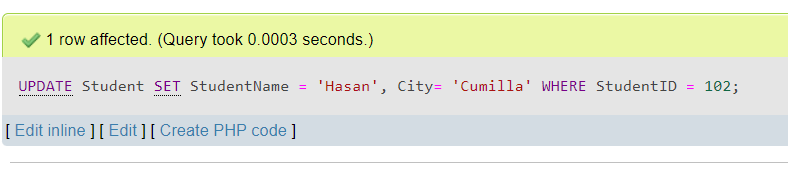 1 row affected. (Query took 0.0003 seconds.)
UPDATE Student SET StudentName = 'Hasan', City= 'Cumilla' WHERE StudentID = 102;
[ Edit inline ] [ Edit ] [ Create PHP code ]